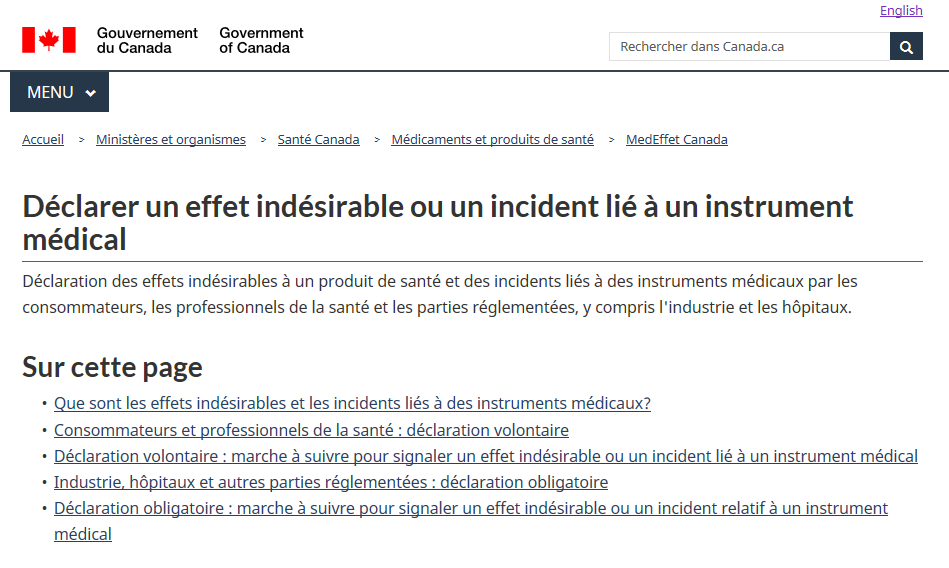 English
Gouvernement
du Canada
Government
of Canada
Rechercher dans Canada.ca
MENU
Accueil > Ministères et organismes > Santé Canada > Médicaments et produits de santé > MedEffet Canada
Déclarer un effet indésirable ou un incident lié à un instrument
médical
Déclaration des effets indésirables à un produit de santé et des incidents liés à des instruments médicaux par les
consommateurs, les professionnels de la santé et les parties réglementées, y compris l'industrie et les hôpitaux.
Sur cette page
• Que sont les effets indésirables et les incidents liés à des instruments médicaux?
• Consommateurs et professionnels de la santé : déclaration volontaire
• Déclaration volontaire : marche à suivre pour signaler un effet indésirable ou un incident lié à un instrument médical
• Industrie, hôpitaux et autres parties réglementées : déclaration obligatoire
• Déclaration obligatoire : marche à suivre pour signaler un effet indésirable ou un incident relatif à un instrument
médical